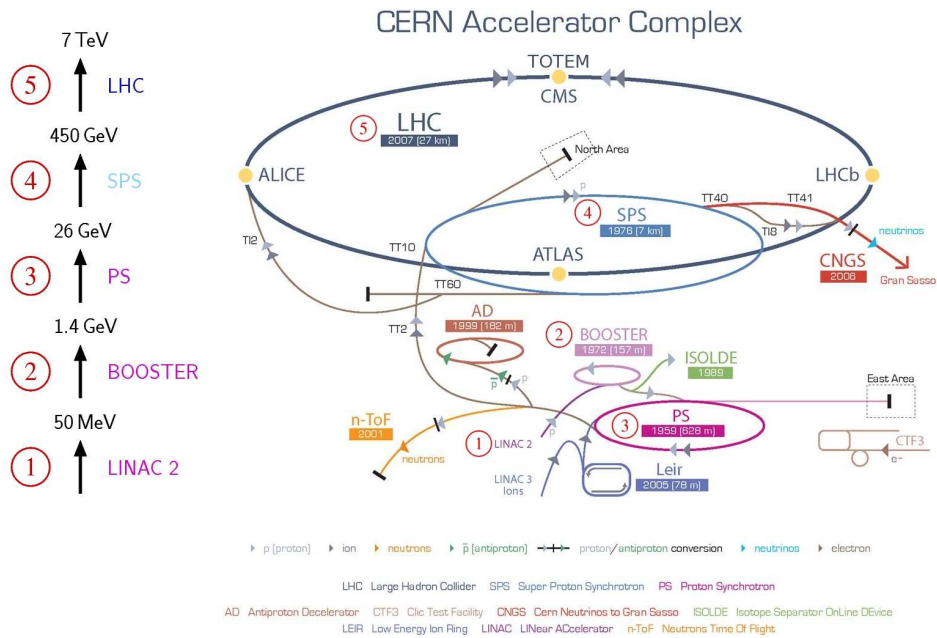 CERN Accelerator Complex
7 TeV
5 LHC
450 GeV
4 SPS
26 GeV
3 PS
1.4 GeV
2 BOOSTER
50 MeV
1 LINAC 2
TOTEM
CMS
5 LHC
2007 (27 km)
North Area
ALICE
LHCb
p
4 SPS
1976 (7 km)
TT40
TT41
TI8
TI2
TT10
ATLAS
neutrinos
CNGS
2006
Gran Sasso
TT60
AD
1999 (182 m)
TT2
2 BOOSTER
1972 (157 m)
ISOLDE
1989
p
p̅
East Area
n-ToF
2001
neutrons
1 LINAC 2
p
3 PS
1959 (628 m)
CTF3
e–
LINAC 3
Ions
Leir
2005 (78 m)
p [proton] ion neutrons p̅ [antiproton] proton/antiproton conversion neutrinos electron
LHC Large Hadron Collider SPS Super Proton Synchrotron PS Proton Synchrotron
AD Antiproton Decelerator CTF3 Clic Test Facility CNGS Cern Neutrinos to Gran Sasso ISOLDE Isotope Separator OnLine DEvice
LEIR Low Energy Ion Ring LINAC LINear ACcelerator n-ToF Neutrons Time Of Flight